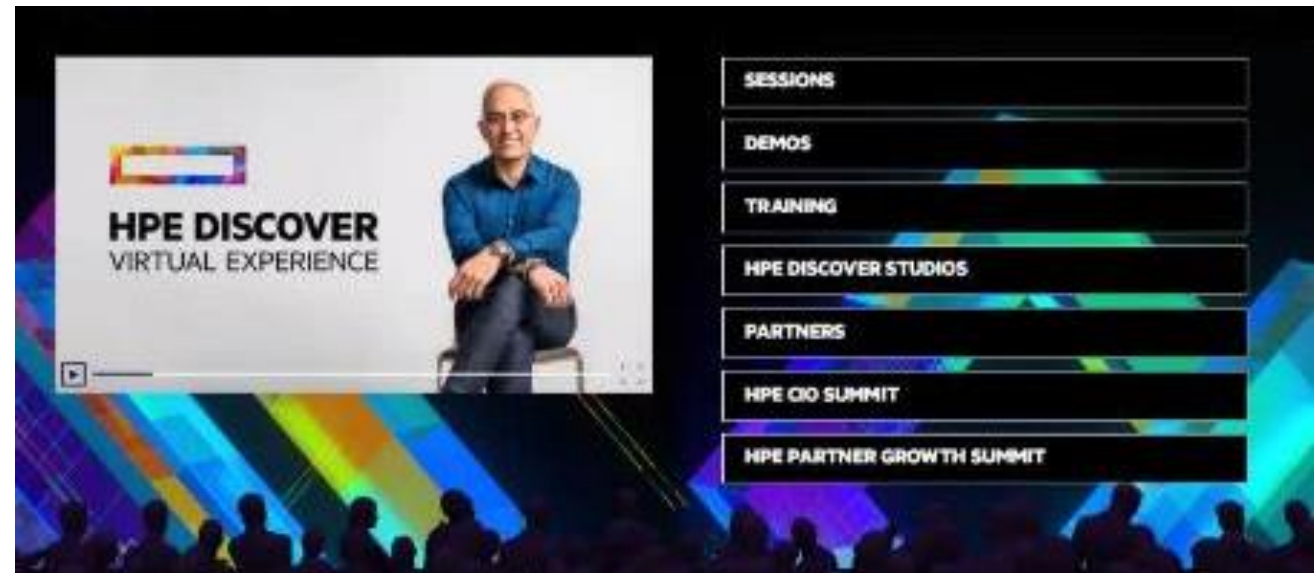 HPE DISCOVER
VIRTUAL EXPERIENCE
SESSIONS
DEMOS
TRAINING
HPE DISCOVER STUDIOS
PARTNERS
HPE CIO SUMMIT
HPE PARTNER GROWTH SUMMIT